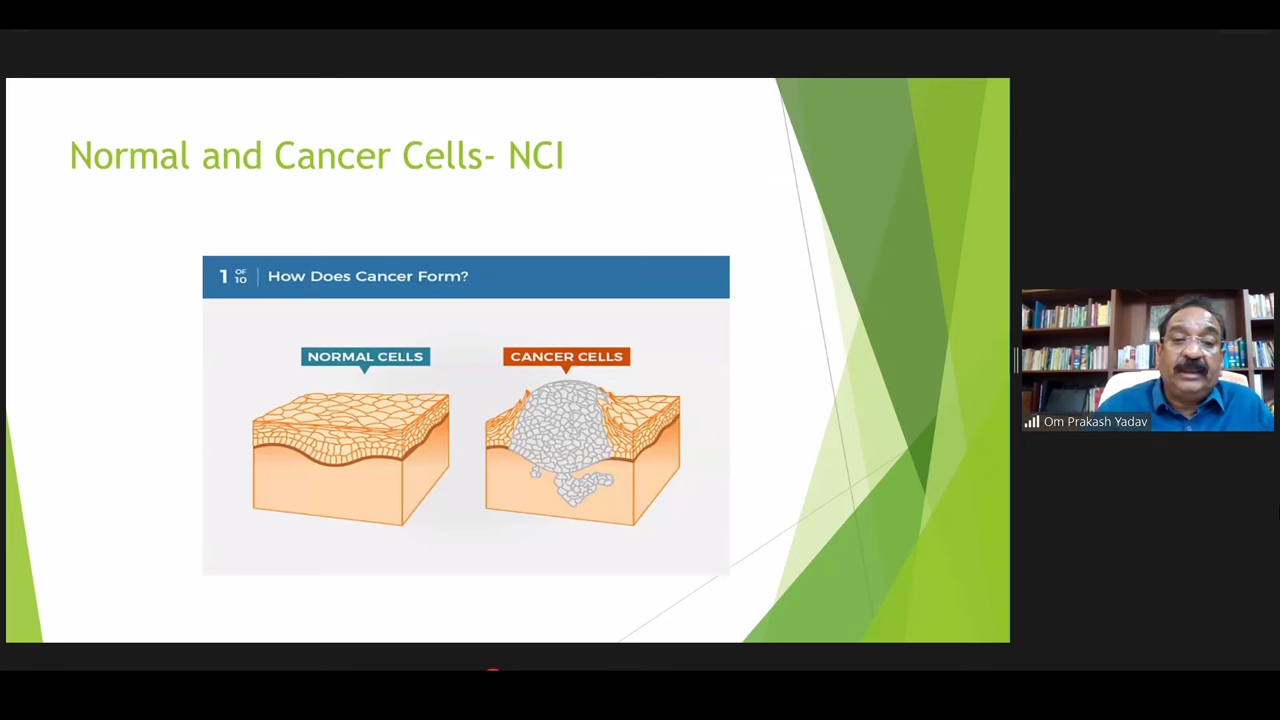 Normal and Cancer Cells- NCI
1 OF 10 How Does Cancer Form?
NORMAL CELLS
CANCER CELLS
Om Prakash Yadav